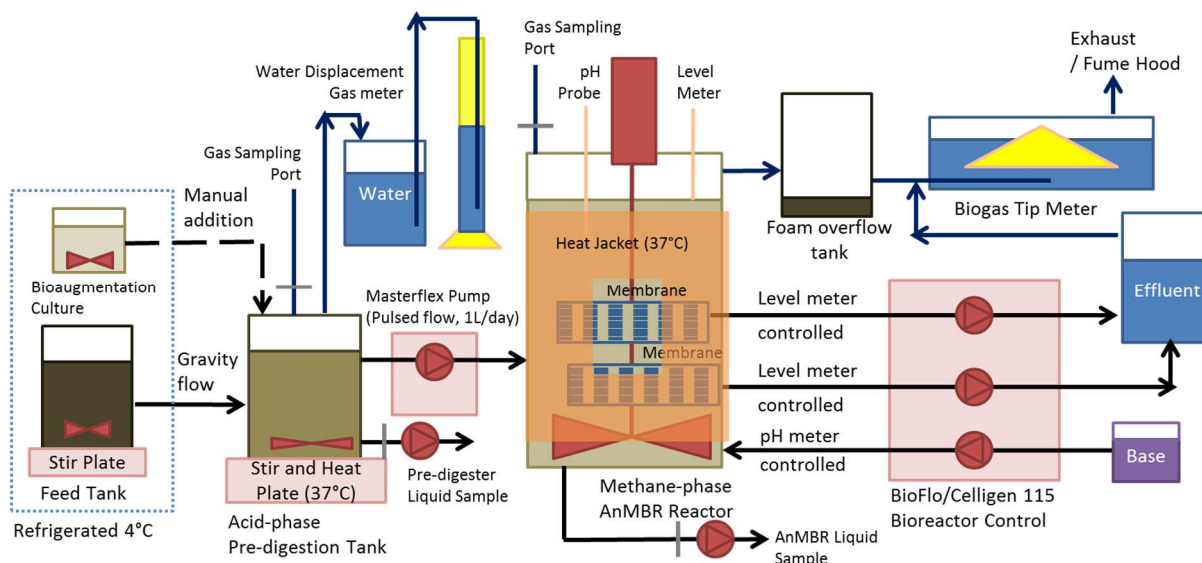 Gas Sampling
Port
Water Displacement
Gas meter
Gas Sampling
Port
pH
Probe
Level
Meter
Exhaust
/ Fume Hood
Manual
addition
Water
Bioaugmentation
Culture
Gravity
flow
Stir Plate
Feed Tank
Refrigerated 4°C
Stir and Heat
Plate (37°C)
Acid-phase
Pre-digestion Tank
Masterflex Pump
(Pulsed flow, 1L/day)
Pre-digester
Liquid Sample
Heat Jacket (37°C)
Membrane
Membrane
Methane-phase
AnMBR Reactor
AnMBR Liquid
Sample
Foam overflow
tank
Biogas Tip Meter
Level meter
controlled
Level meter
controlled
pH meter
controlled
BioFlo/Celligen 115
Bioreactor Control
Effluent
Base